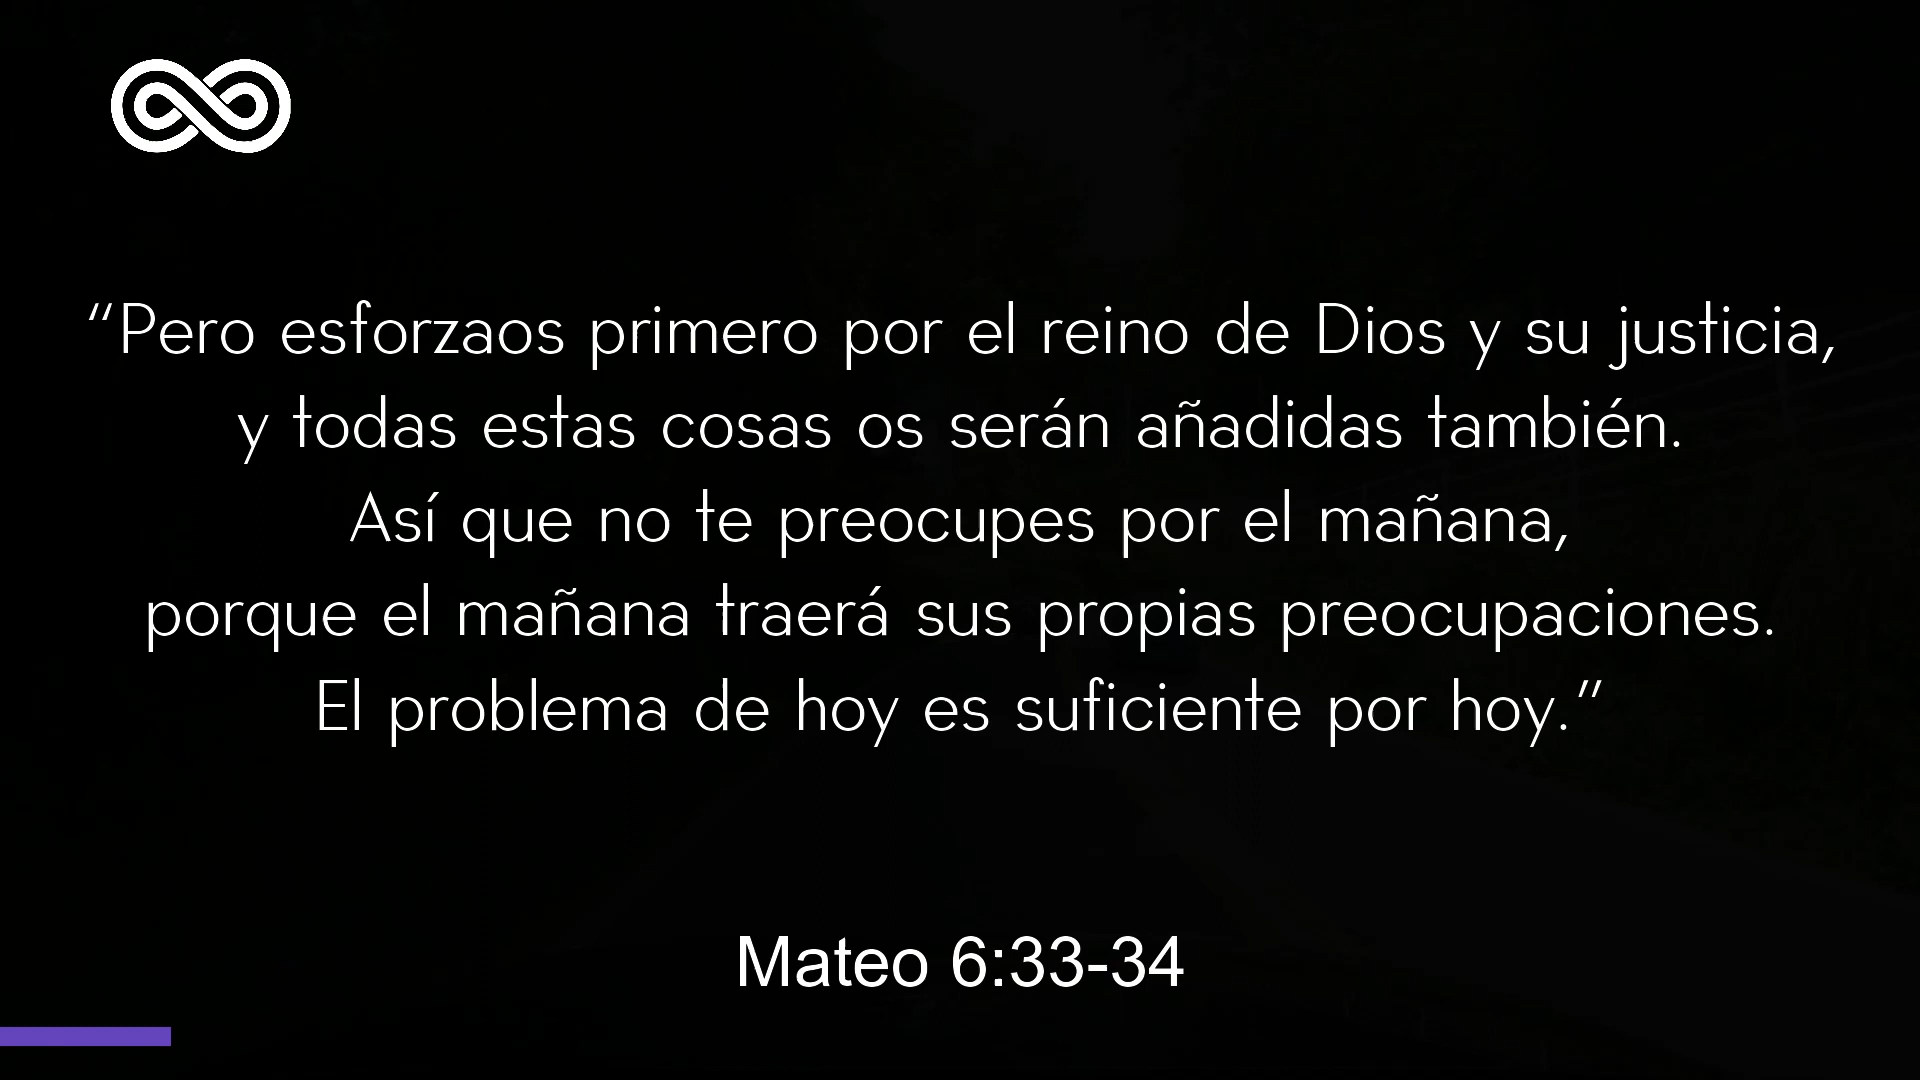 “Pero esforzaos primero por el reino de Dios y su justicia,
y todas estas cosas os serán añadidas también.
Así que no te preocupes por el mañana,
porque el mañana traerá sus propias preocupaciones.
El problema de hoy es suficiente por hoy.”
Mateo 6:33-34